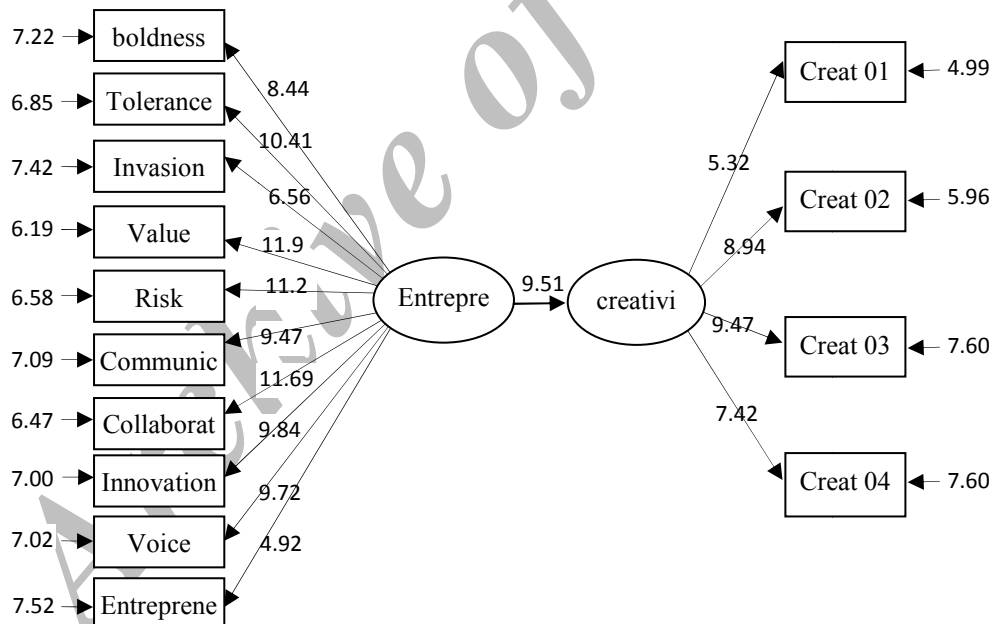 7.22 boldness
6.85 Tolerance
7.42 Invasion
6.19 Value
6.58 Risk
7.09 Communic
6.47 Collaborat
7.00 Innovation
7.02 Voice
7.52 Entreprene
8.44
10.41
6.56
11.9
11.2
9.47
11.69
9.84
9.72
4.92
Entrepre
9.51
creativi
5.32
8.94
9.47
7.42
Creat 01 4.99
Creat 02 5.96
Creat 03 7.60
Creat 04 7.60
Archive of